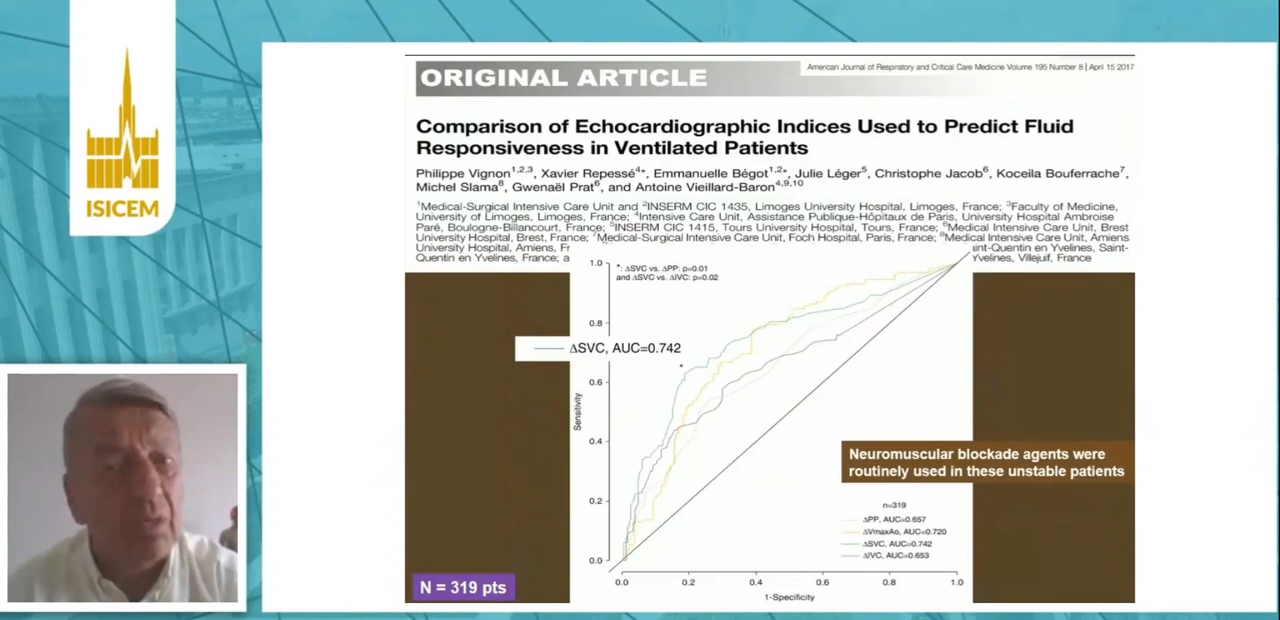 ISICEM
ORIGINAL ARTICLE
American Journal of Respiratory and Critical Care Medicine Volume 195 Number 8 | April 15 2017
Comparison of Echocardiographic Indices Used to Predict Fluid
Responsiveness in Ventilated Patients
Philippe Vignon1,2,3, Xavier Repessé4*, Emmanuelle Bégot1,2*, Julie Léger5, Christophe Jacob6, Koceila Bouferrache7,
Michel Slama8, Gwenaël Prat6, and Antoine Vieillard-Baron4,9,10
1Medical-Surgical Intensive Care Unit and 2INSERM CIC 1435, Limoges University Hospital, Limoges, France; 3Faculty of Medicine,
University of Limoges, Limoges, France; 4Intensive Care Unit, Assistance Publique-Hôpitaux de Paris, University Hospital Ambroise
Paré, Boulogne-Billancourt, France; 5INSERM CIC 1415, Tours University Hospital, Tours, France; 6Medical Intensive Care Unit, Brest
University Hospital, Brest, France; 7Medical-Surgical Intensive Care Unit, Foch Hospital, Paris, France; 8Medical Intensive Care Unit, Amiens
University Hospital, Amiens, Fr int-Quentin en Yvelines, Saint-
Quentin en Yvelines, France; a Yvelines, Villejuif, France
*: ΔSVC vs. ΔPP: p=0.01
and ΔSVC vs. ΔIVC: p=0.02
ΔSVC, AUC=0.742
*
1.0
0.8
0.6
0.4
0.2
0.0
Sensitivity
Neuromuscular blockade agents were
routinely used in these unstable patients
n=319
ΔPP, AUC=0.657
ΔVmaxAo, AUC=0.720
ΔSVC, AUC=0.742
ΔIVC, AUC=0.653
0.0 0.2 0.4 0.6 0.8 1.0
1-Specificity
N = 319 pts